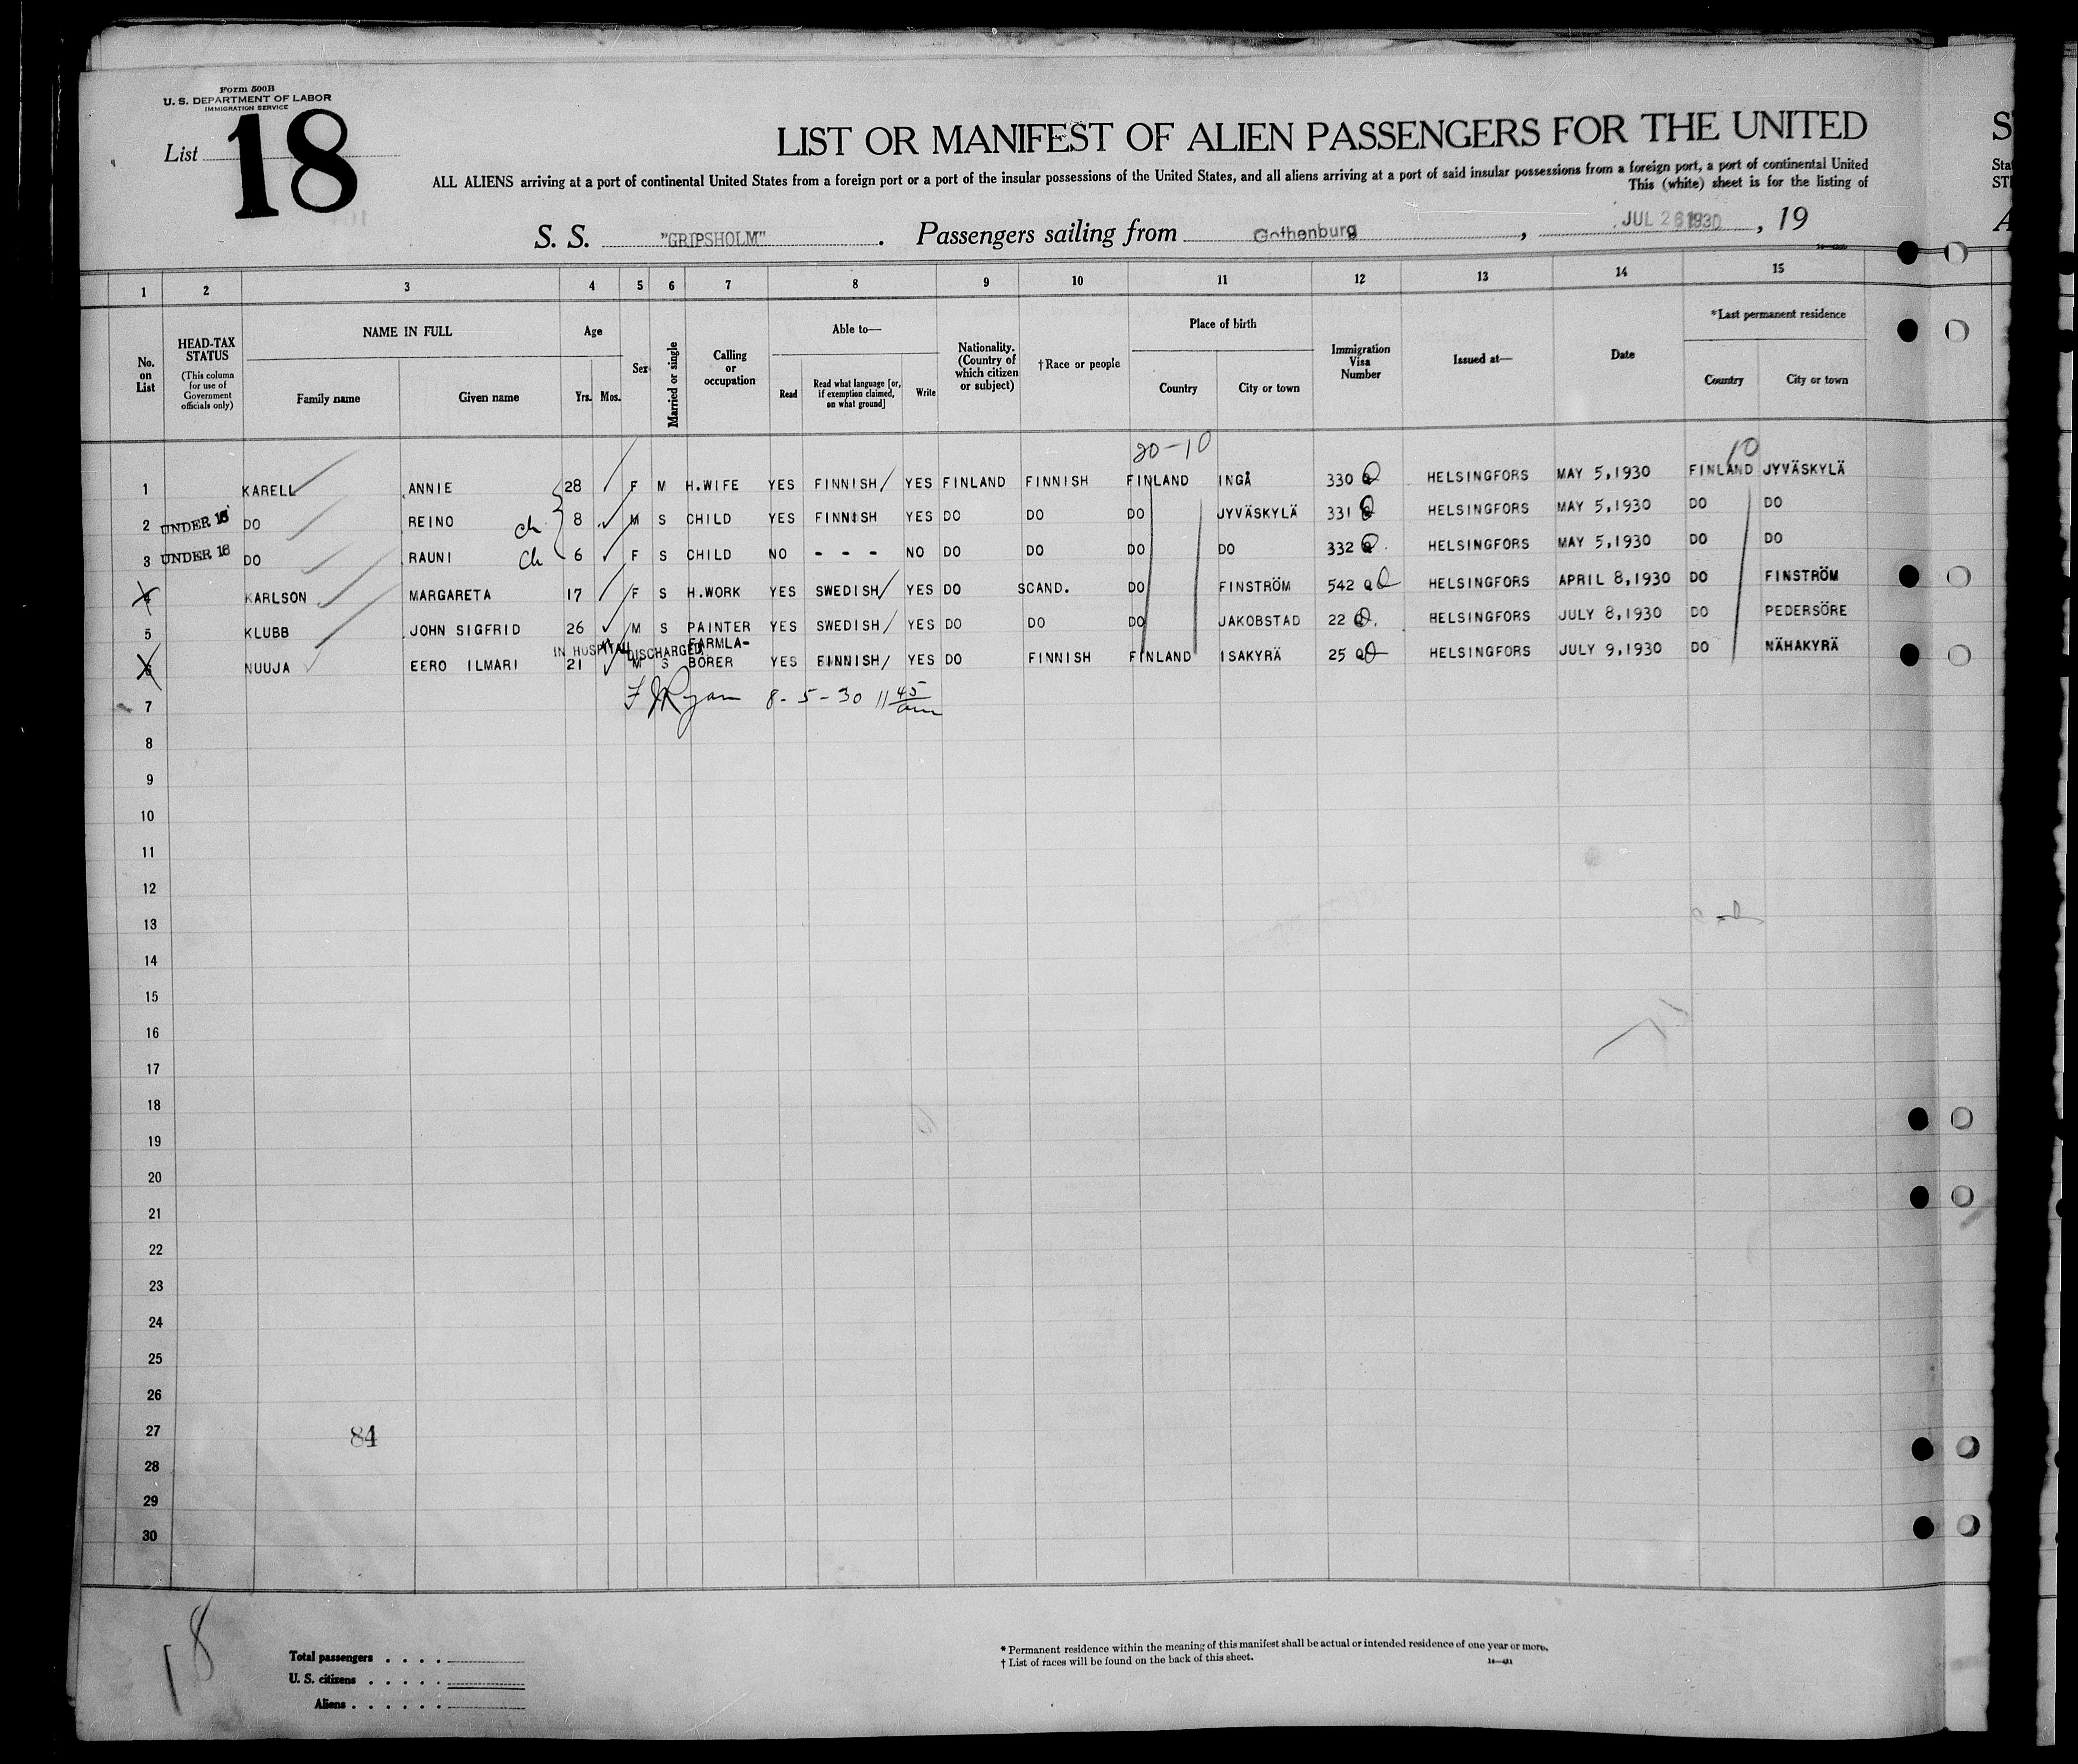 Form 500B
U. S. DEPARTMENT OF LABOR
IMMIGRATION SERVICE
List 18
LIST OR MANIFEST OF ALIEN PASSENGERS FOR THE UNITED
ALL ALIENS arriving at a port of continental United States from a foreign port or a port of the insular possessions of the United States, and all aliens arriving at a port of said insular possessions from a foreign port, a port of continental United
This (white) sheet is for the listing of
S. S. "GRIPSHOLM". Passengers sailing from Gothenburg, JUL 26 1930, 19
1 2 3 4 5 6 7 8 9 10 11 12 13 14 15
No. on List
HEAD-TAX STATUS
(This column for use of Government officials only)
NAME IN FULL
Family name
Given name
Age
Yrs. Mos.
Sex
Married or single
Calling or occupation
Able to—
Read
Read what language [or, if exemption claimed, on what ground]
Write
Nationality. (Country of which citizen or subject)
†Race or people
Place of birth
Country
City or town
Immigration Visa Number
Issued at—
Date
*Last permanent residence
Country
City or town
20-10 10
1 KARELL ANNIE 28 F M H.WIFE YES FINNISH YES FINLAND FINNISH FINLAND INGÅ 330 HELSINGFORS MAY 5,1930 FINLAND JYVÄSKYLÄ
2 UNDER 16 DO REINO ch 8 M S CHILD YES FINNISH YES DO DO DO JYVÄSKYLÄ 331 HELSINGFORS MAY 5,1930 DO DO
3 UNDER 16 DO RAUNI ch 6 F S CHILD NO - - - NO DO DO DO DO 332 HELSINGFORS MAY 5,1930 DO DO
4 KARLSON MARGARETA 17 F S H.WORK YES SWEDISH YES DO SCAND. DO FINSTRÖM 542 HELSINGFORS APRIL 8,1930 DO FINSTRÖM
5 KLUBB JOHN SIGFRID 26 M S PAINTER YES SWEDISH YES DO DO DO JAKOBSTAD 22 HELSINGFORS JULY 8,1930 DO PEDERSÖRE
IN HOSPITAL DISCHARGED
6 NUUJA EERO ILMARI 21 M S FARMLA-BORER YES FINNISH YES DO FINNISH FINLAND ISAKYRÄ 25 HELSINGFORS JULY 9,1930 DO NÄHAKYRÄ
7 F J Ryan 8-5-30 11 45 am
8
9
10
11
12
13
14
15
16
17
18
19
20
21
22
23
24
25
26
27 84
28
29
30
18
Total passengers
U. S. citizens
Aliens
* Permanent residence within the meaning of this manifest shall be actual or intended residence of one year or more.
† List of races will be found on the back of this sheet.